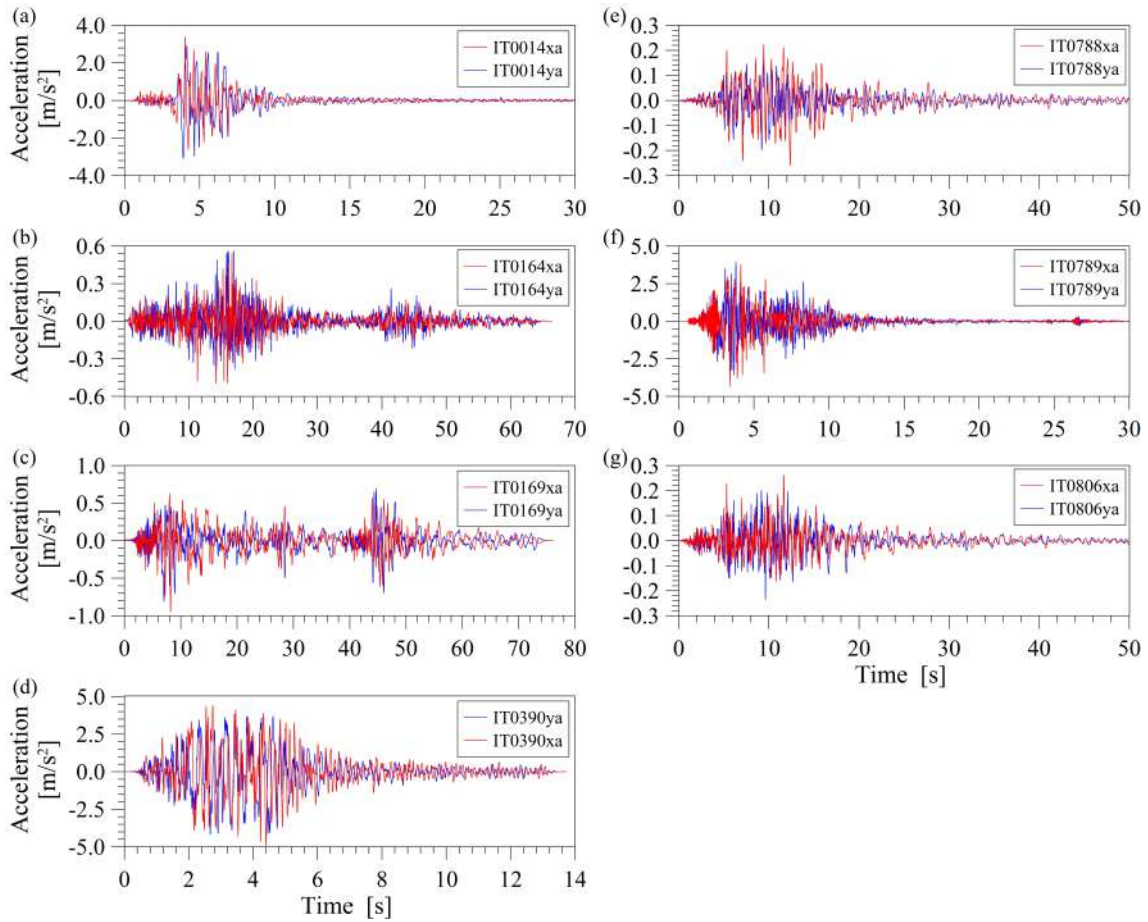 (a)
4.0
2.0
0.0
-2.0
-4.0
Acceleration
[m/s²]
IT0014xa
IT0014ya
0 5 10 15 20 25 30
(b)
0.6
0.3
0.0
-0.3
-0.6
Acceleration
[m/s²]
IT0164xa
IT0164ya
0 10 20 30 40 50 60 70
(c)
1.0
0.5
0.0
-0.5
-1.0
Acceleration
[m/s²]
IT0169xa
IT0169ya
0 10 20 30 40 50 60 70 80
(d)
5.0
2.5
0.0
-2.5
-5.0
Acceleration
[m/s²]
IT0390ya
IT0390xa
0 2 4 6 8 10 12 14
Time [s]
(e)
0.3
0.2
0.1
0.0
-0.1
-0.2
-0.3
IT0788xa
IT0788ya
0 10 20 30 40 50
(f)
5.0
2.5
0.0
-2.5
-5.0
IT0789xa
IT0789ya
0 5 10 15 20 25 30
(g)
0.3
0.2
0.1
0.0
-0.1
-0.2
-0.3
IT0806xa
IT0806ya
0 10 20 30 40 50
Time [s]